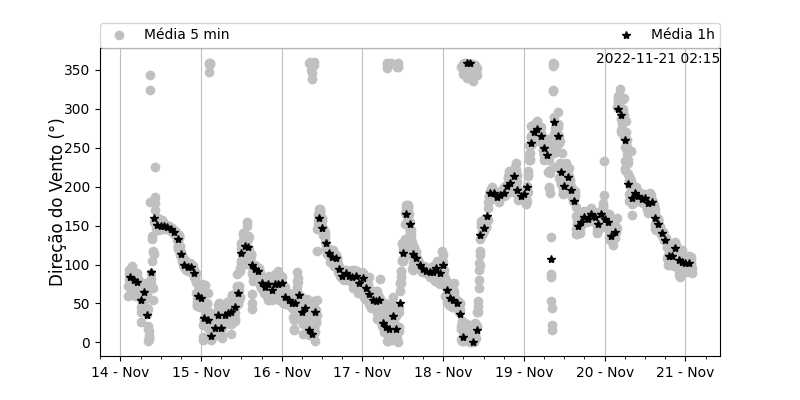 Média 5 min
Média 1h
2022-11-21 02:15
Direção do Vento (°)
350
300
250
200
150
100
50
0
14 - Nov
15 - Nov
16 - Nov
17 - Nov
18 - Nov
19 - Nov
20 - Nov
21 - Nov